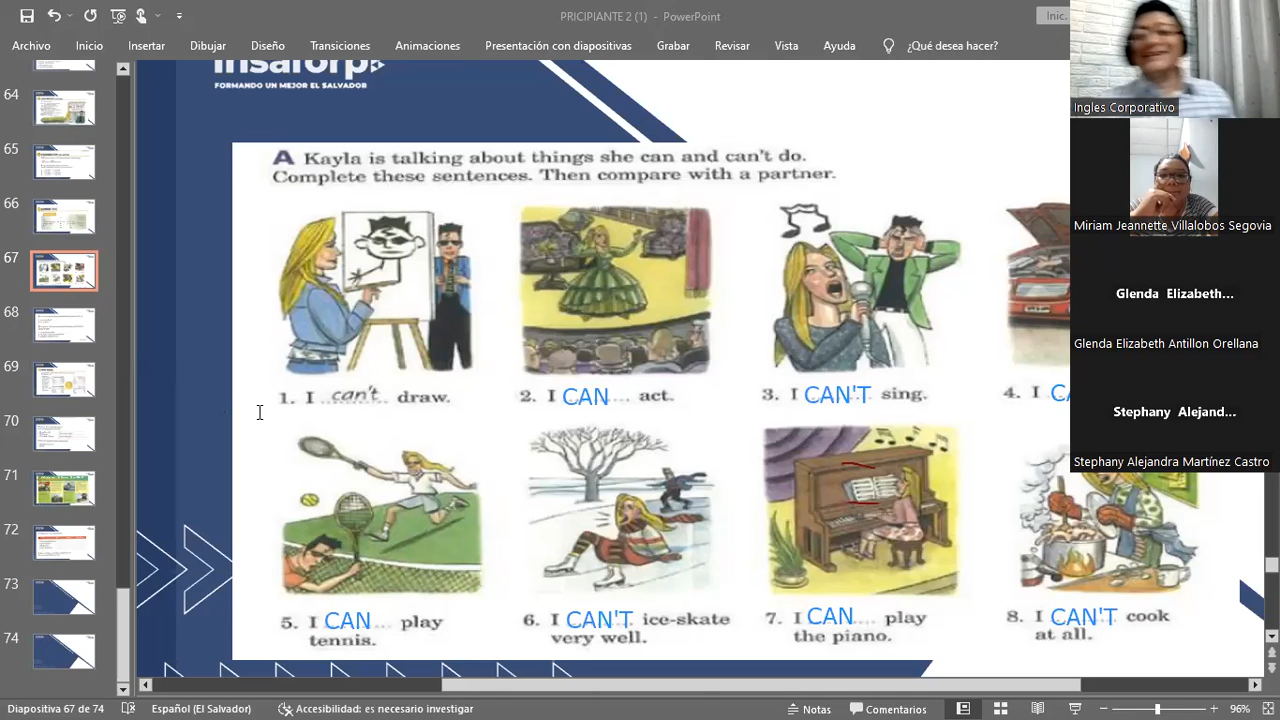 PRICIPIANTE 2 (1) - PowerPoint
Inic.
Archivo Inicio Insertar Dibujar Diseño Transiciones Presentación de diapositivas Grabar Revisar Vista Ayuda ¿Qué desea hacer?
64
65
66
67
68
69
70
71
72
73
74
Insaforp
FORMANDO UN MEJOR EL SALVADOR
A Kayla is talking about things she can and can't do.
Complete these sentences. Then compare with a partner.
1. I can't draw.
2. I CAN act.
3. I CAN'T sing.
4. I
5. I CAN play
tennis.
6. I CAN'T ice-skate
very well.
7. I CAN play
the piano.
8. I CAN'T cook
at all.
Ingles Corporativo
Miriam Jeannette Villalobos Segovia
Glenda Elizabeth...
Glenda Elizabeth Antillon Orellana
Stephany Alejand...
Stephany Alejandra Martínez Castro
Diapositiva 67 de 74 Español (El Salvador) Accesibilidad: es necesario investigar Notas Comentarios 96%